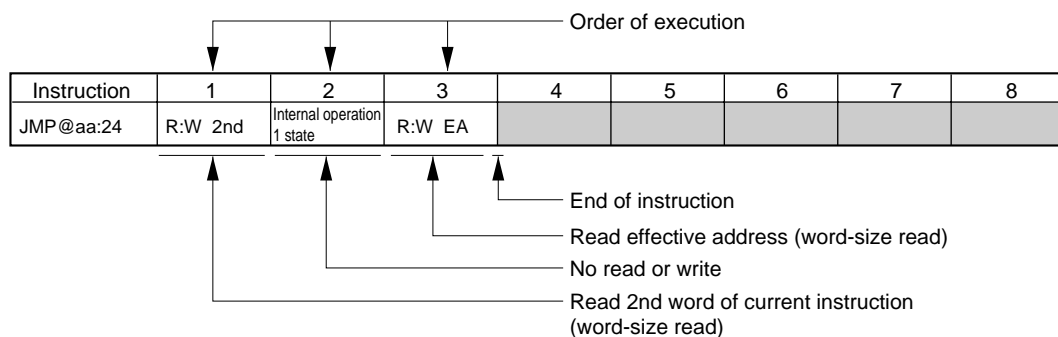 Order of execution
Instruction 1 2 3 4 5 6 7 8
JMP@aa:24 R:W 2nd Internal operation 1 state R:W EA
End of instruction
Read effective address (word-size read)
No read or write
Read 2nd word of current instruction
(word-size read)